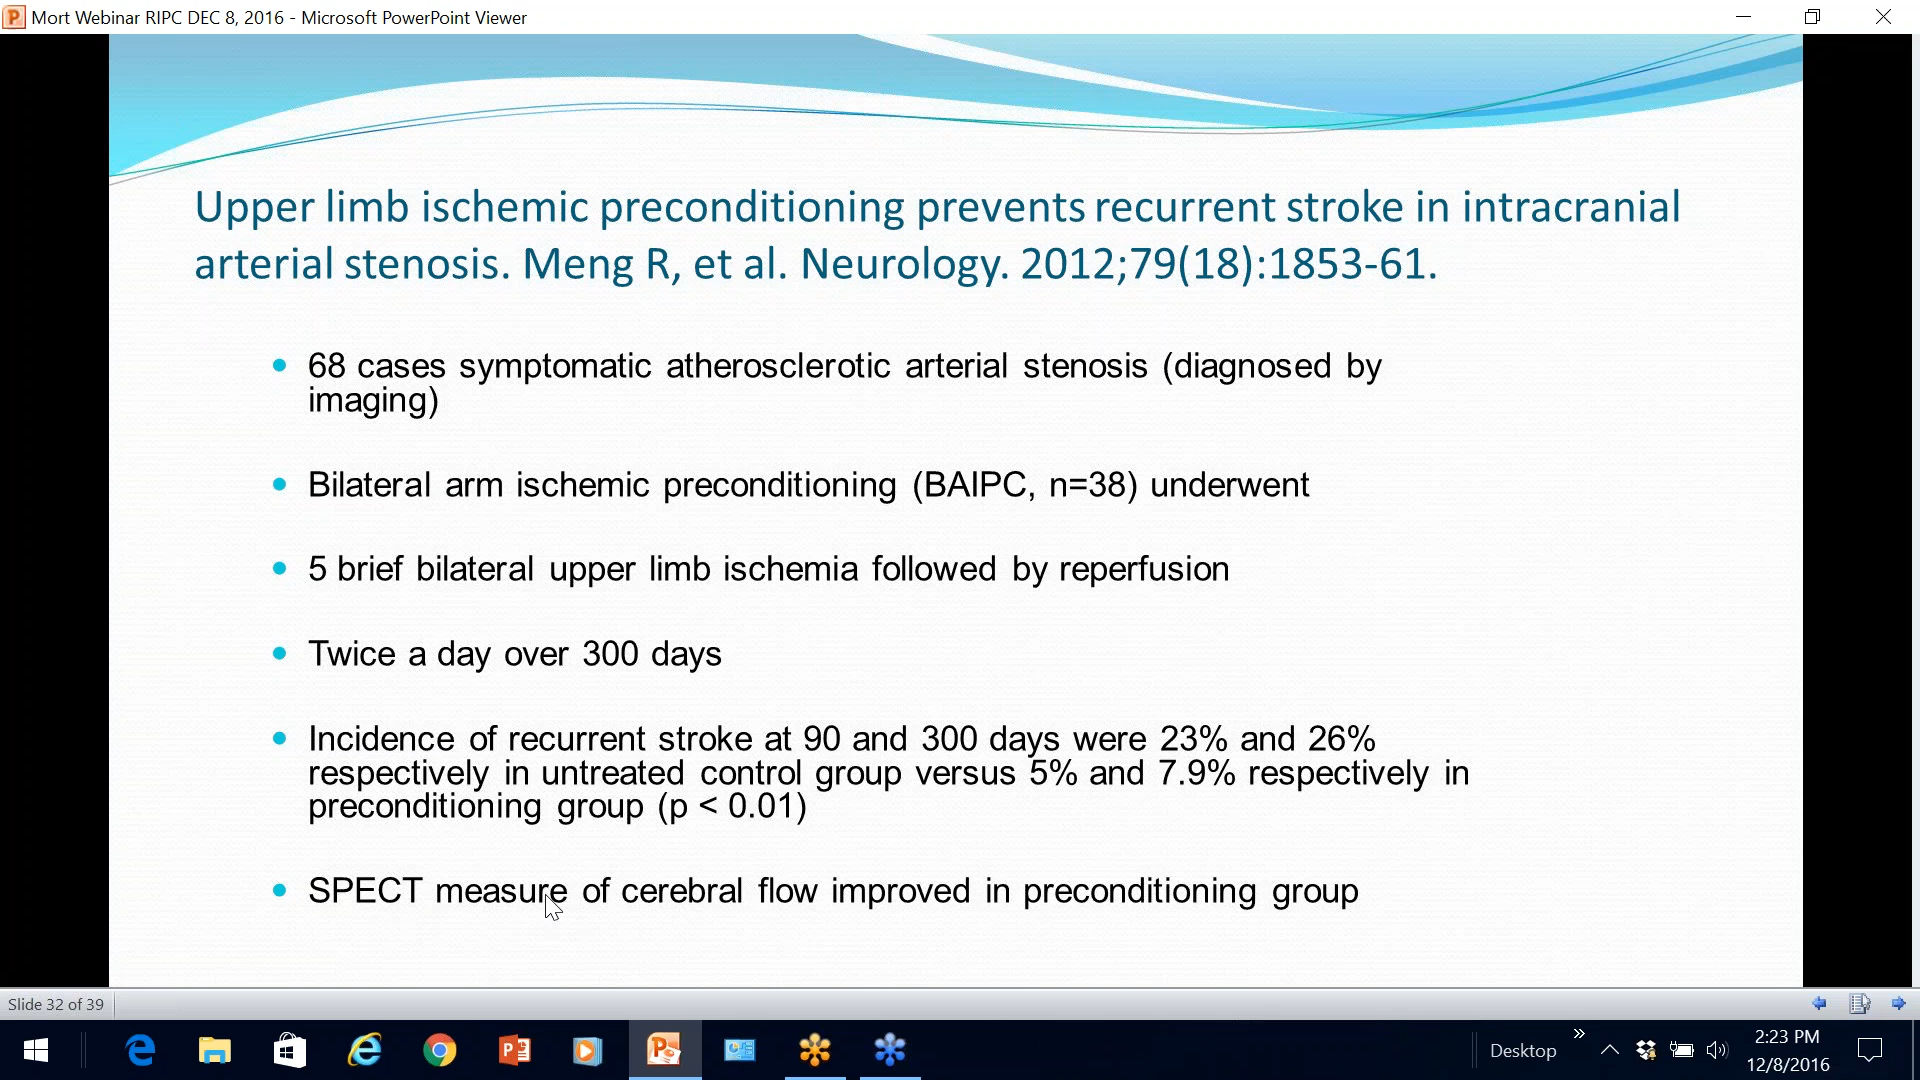 Mort Webinar RIPC DEC 8, 2016 - Microsoft PowerPoint Viewer
Upper limb ischemic preconditioning prevents recurrent stroke in intracranial
arterial stenosis. Meng R, et al. Neurology. 2012;79(18):1853-61.
68 cases symptomatic atherosclerotic arterial stenosis (diagnosed by
imaging)
Bilateral arm ischemic preconditioning (BAIPC, n=38) underwent
5 brief bilateral upper limb ischemia followed by reperfusion
Twice a day over 300 days
Incidence of recurrent stroke at 90 and 300 days were 23% and 26%
respectively in untreated control group versus 5% and 7.9% respectively in
preconditioning group (p < 0.01)
SPECT measure of cerebral flow improved in preconditioning group
Slide 32 of 39
Desktop
2:23 PM
12/8/2016